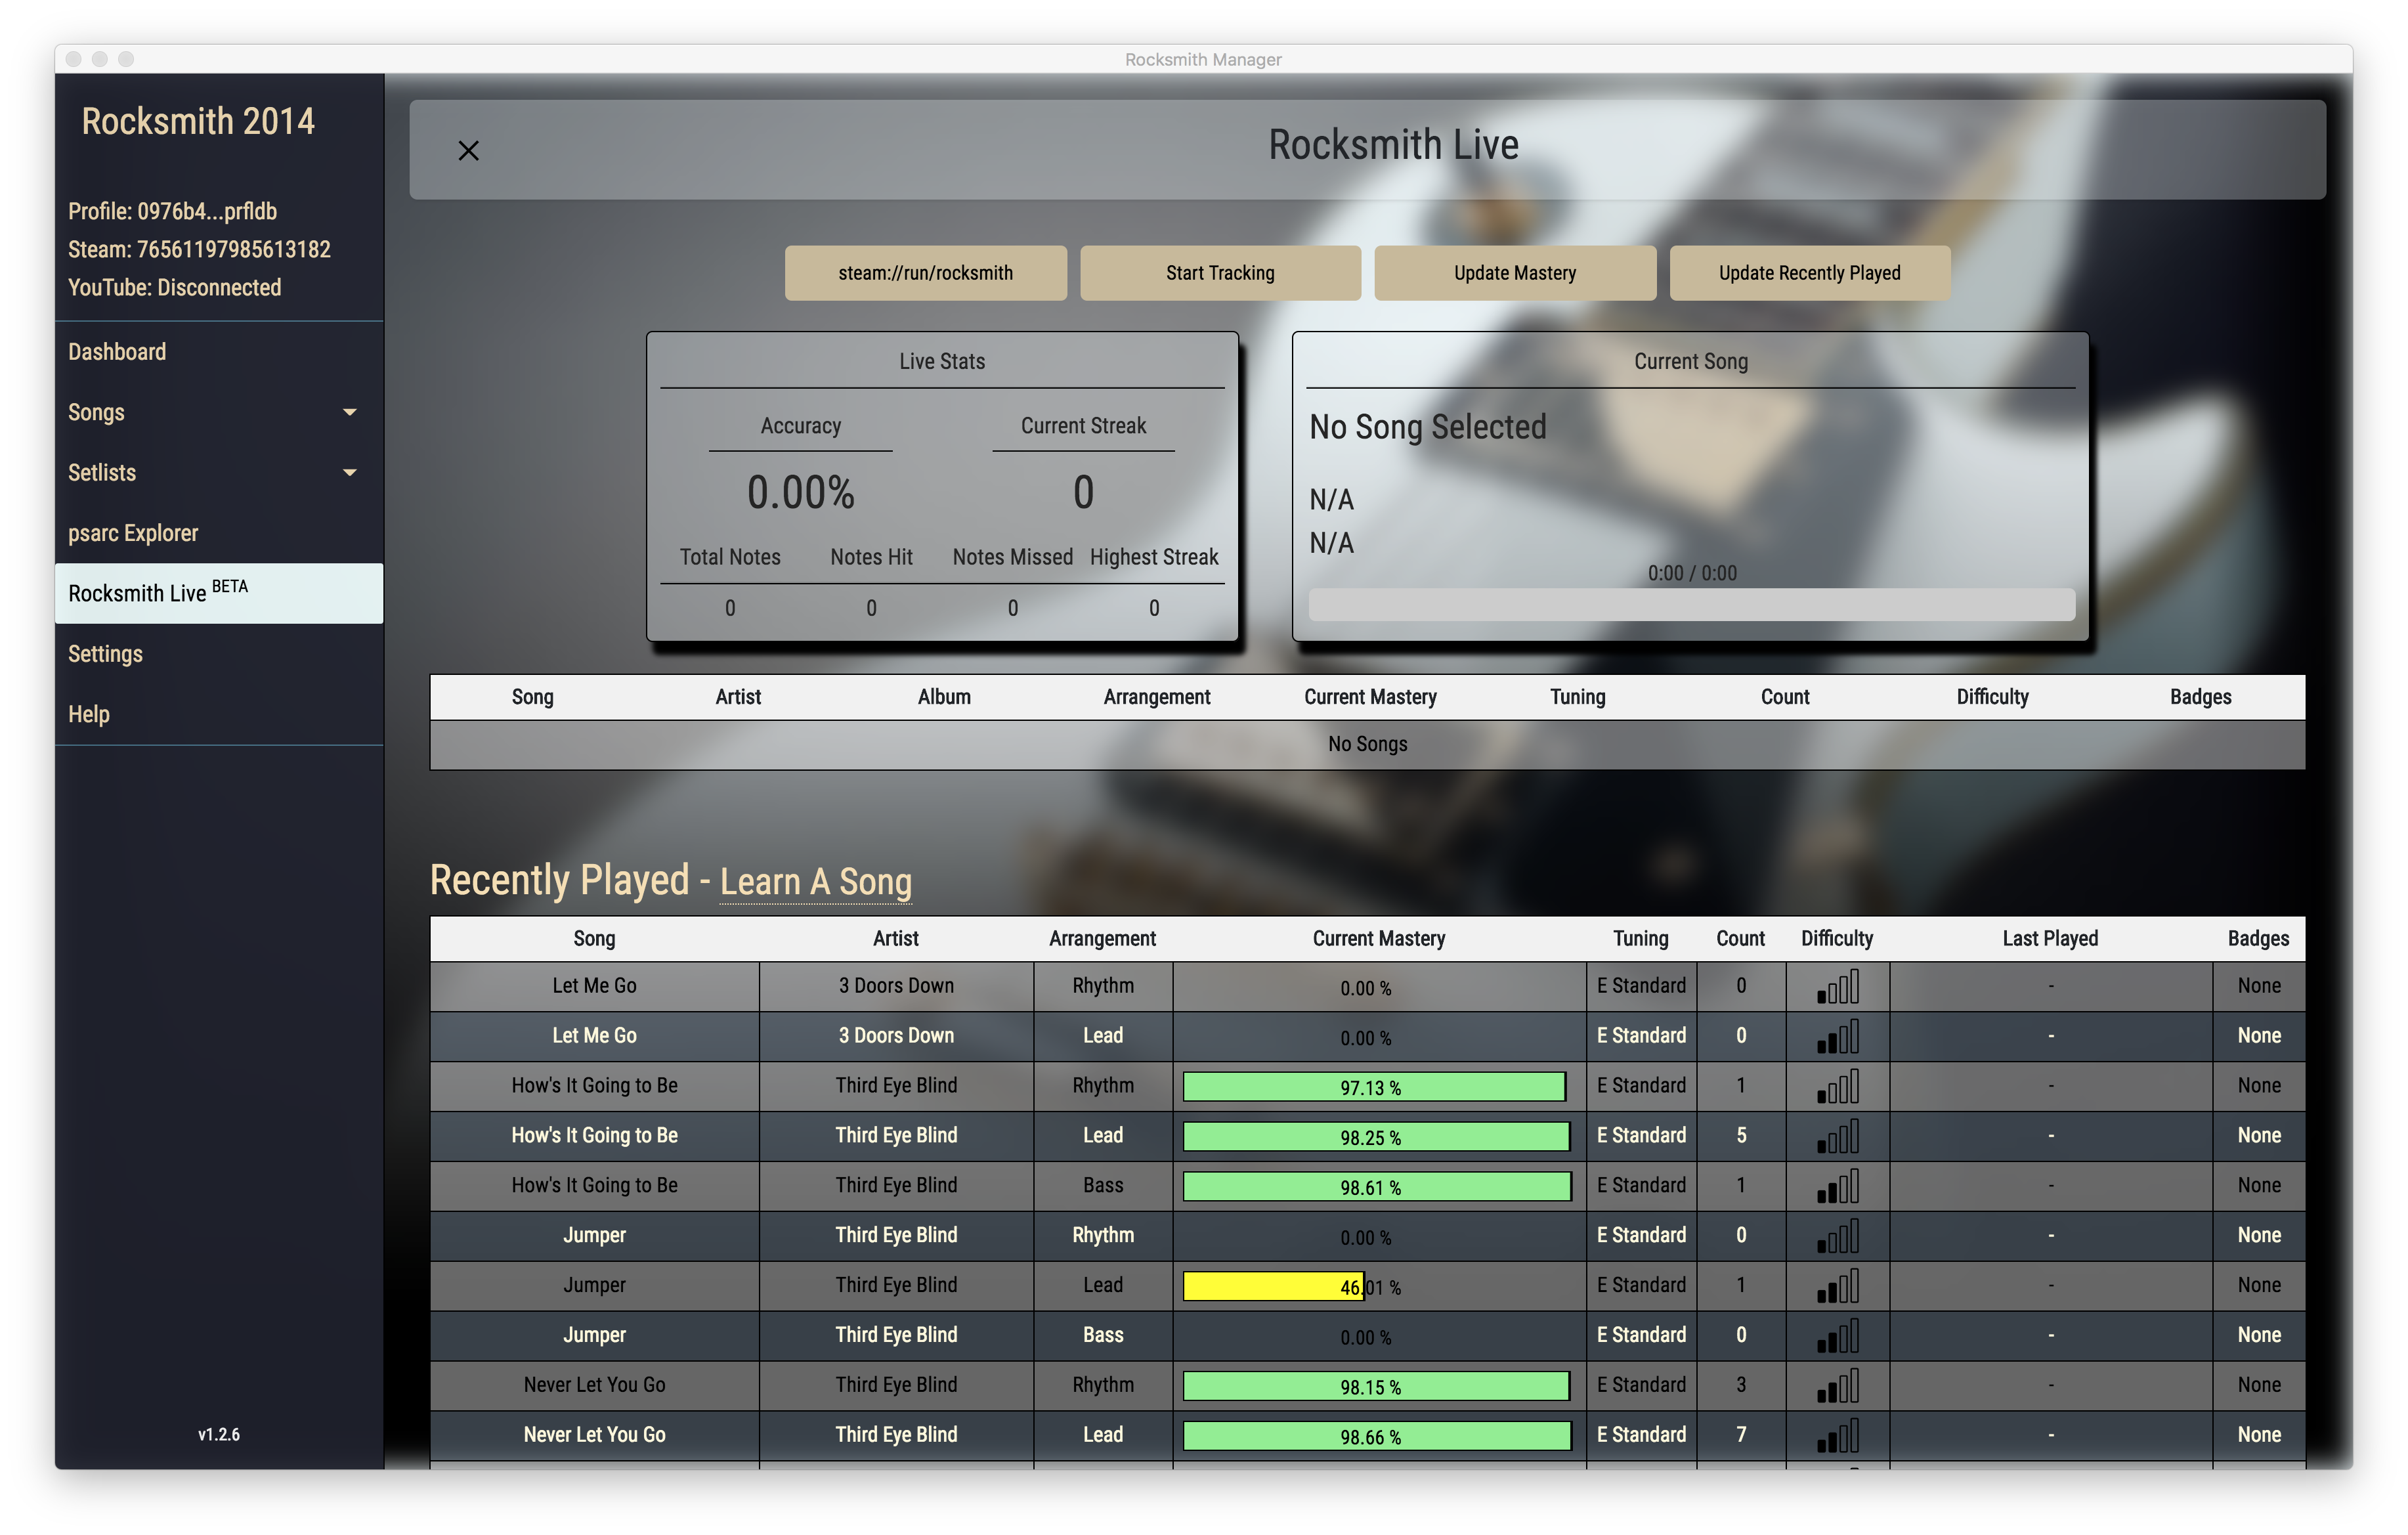 Rocksmith Manager
Rocksmith 2014
Profile: 0976b4...prfldb
Steam: 76561197985613182
YouTube: Disconnected
Dashboard
Songs
Setlists
psarc Explorer
Rocksmith Live BETA
Settings
Help
v1.2.6
Rocksmith Live
steam://run/rocksmith Start Tracking Update Mastery Update Recently Played
Live Stats
Accuracy Current Streak
0.00% 0
Total Notes Notes Hit Notes Missed Highest Streak
0 0 0 0
Current Song
No Song Selected
N/A
N/A
0:00 / 0:00
Song Artist Album Arrangement Current Mastery Tuning Count Difficulty Badges
No Songs
Recently Played - Learn A Song
Song Artist Arrangement Current Mastery Tuning Count Difficulty Last Played Badges
Let Me Go 3 Doors Down Rhythm 0.00 % E Standard 0 - None
Let Me Go 3 Doors Down Lead 0.00 % E Standard 0 - None
How's It Going to Be Third Eye Blind Rhythm 97.13 % E Standard 1 - None
How's It Going to Be Third Eye Blind Lead 98.25 % E Standard 5 - None
How's It Going to Be Third Eye Blind Bass 98.61 % E Standard 1 - None
Jumper Third Eye Blind Rhythm 0.00 % E Standard 0 - None
Jumper Third Eye Blind Lead 46.01 % E Standard 1 - None
Jumper Third Eye Blind Bass 0.00 % E Standard 0 - None
Never Let You Go Third Eye Blind Rhythm 98.15 % E Standard 3 - None
Never Let You Go Third Eye Blind Lead 98.66 % E Standard 7 - None